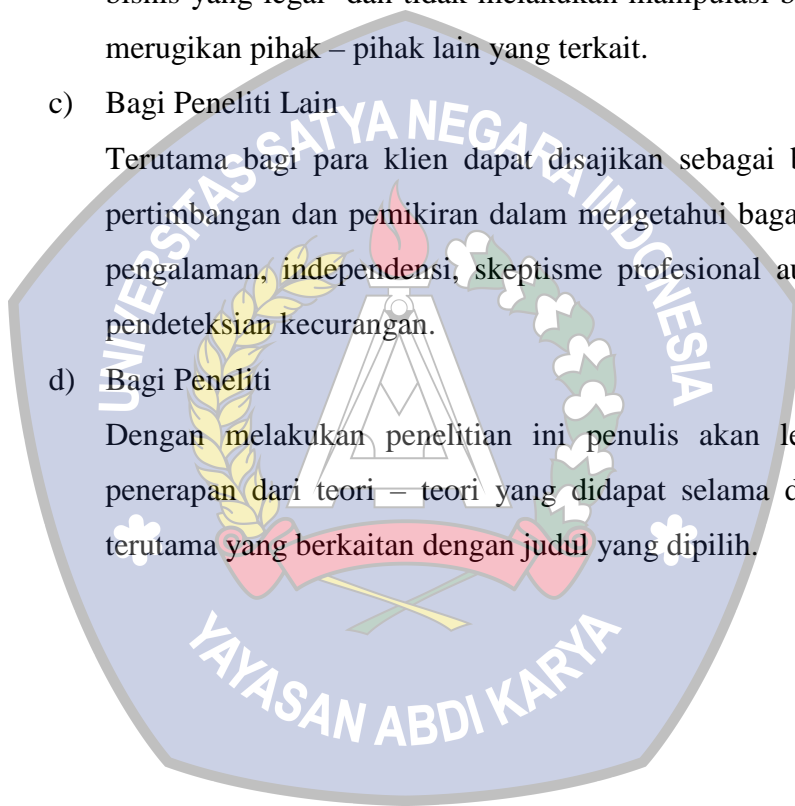 bisnis yang legal dan tidak melakukan manipulasi
merugikan pihak – pihak lain yang terkait.
c) Bagi Peneliti Lain
Terutama bagi para klien dapat disajikan sebagai
pertimbangan dan pemikiran dalam mengetahui
pengalaman, independensi, skeptisme profesional
pendeteksian kecurangan.
d) Bagi Peneliti
Dengan melakukan penelitian ini penulis akan
penerapan dari teori – teori yang didapat selama
terutama yang berkaitan dengan judul yang dipilih.
UNIVERSITAS SATYA NEGARA INDONESIA
YAYASAN ABDI KARYA